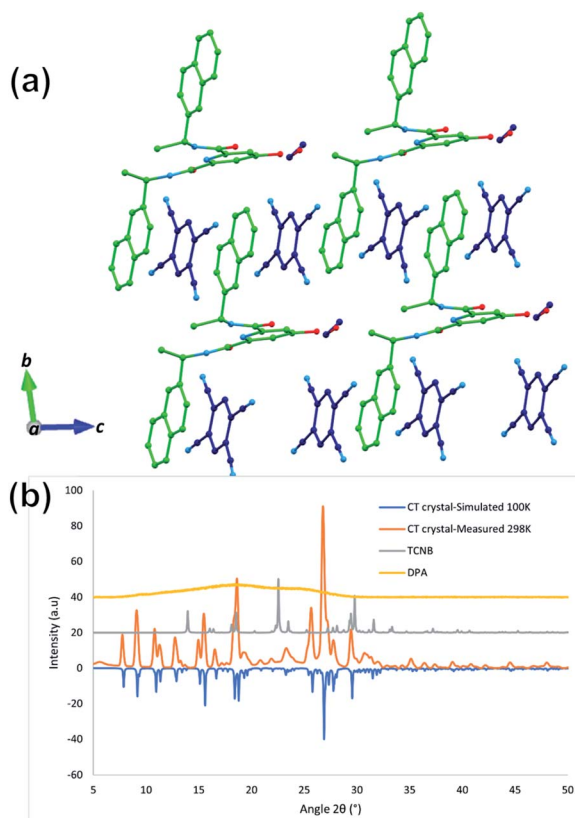 (a)
b
a
c
(b)
100
80
60
40
20
0
-20
-40
-60
Intensity (a.u)
CT crystal-Simulated 100K
CT crystal-Measured 298K
TCNB
DPA
5 10 15 20 25 30 35 40 45 50
Angle 2θ (°)